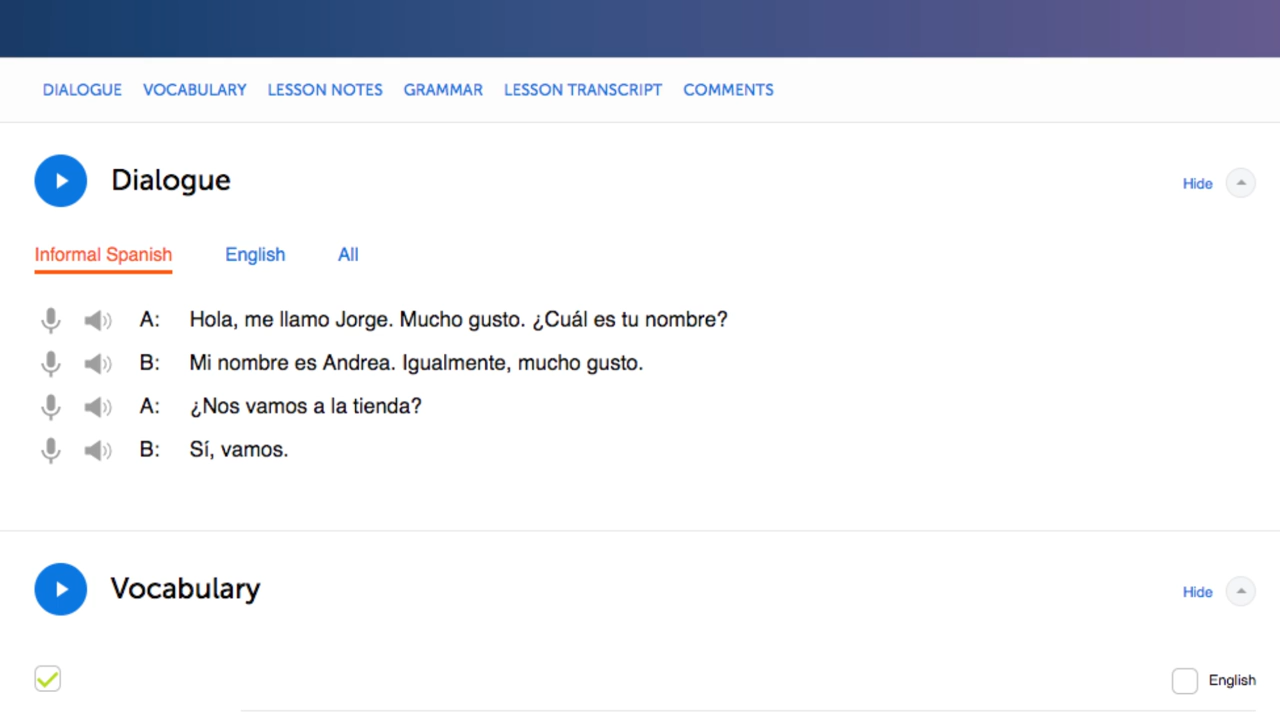 DIALOGUE VOCABULARY LESSON NOTES GRAMMAR LESSON TRANSCRIPT COMMENTS
Dialogue Hide
Informal Spanish English All
A: Hola, me llamo Jorge. Mucho gusto. ¿Cuál es tu nombre?
B: Mi nombre es Andrea. Igualmente, mucho gusto.
A: ¿Nos vamos a la tienda?
B: Sí, vamos.
Vocabulary Hide
English